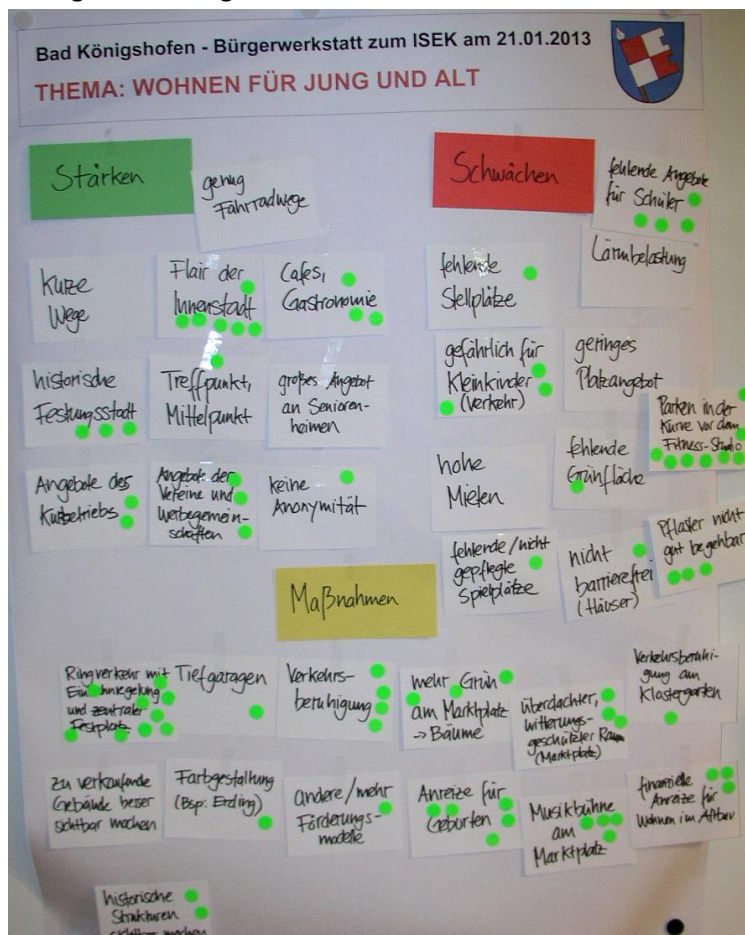 Bad Königshofen - Bürgerwerkstatt zum ISEK am 21.01.2013
THEMA: WOHNEN FÜR JUNG UND ALT
Stärken
genug
Fahrradwege
Kurze
Wege
Flair der
Innenstadt
Cafes,
Gastronomie
historische
Festungsstadt
Treffpunkt,
Mittelpunkt
großes Angebot
an Senioren-
heimen
Angebote des
Kurbetriebs
Angebote der
Vereine und
Werbegemein-
schaften
keine
Anonymität
Schwächen
fehlende Angebote
für Schüler
fehlende
Stellplätze
Lärmbelastung
gefährlich für
Kleinkinder
(Verkehr)
geringes
Platzangebot
Parken in der
Kurve vor dem
Fitness-Studio
hohe
Mieten
fehlende
Grünfläche
fehlende/nicht
gepflegte
Spielplätze
nicht
barrierefrei
(Häuser)
Pflaster nicht
gut begehbar
Maßnahmen
Ringverkehr mit
und zentraler
Festplatz
Tiefgaragen
Verkehrs-
beruhigung
mehr Grün
am Marktplatz
→ Bäume
überdachter,
witterungs-
geschützter Raum
(Marktplatz)
Verkehrsberuhi-
gung am
Klostergarten
zu verkaufende
Gebäude besser
sichtbar machen
Farbgestaltung
(Bsp: Erding)
andere/mehr
Förderungs-
modelle
Anreize für
Geburten
Musikbühne
am
Marktplatz
finanzielle
Anreize für
Wohnen im Altbau
historische
Strukturen
sichtbar machen